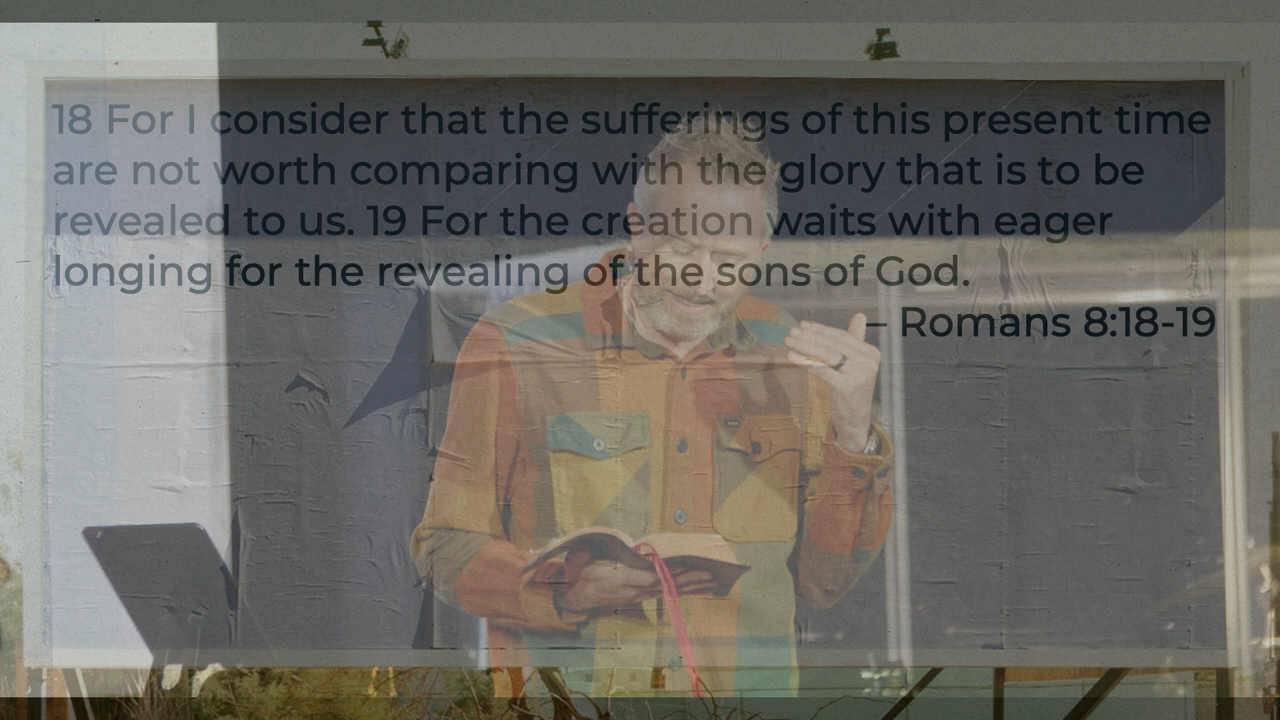 18 For I consider that the sufferings of this present time
are not worth comparing with the glory that is to be
revealed to us. 19 For the creation waits with eager
longing for the revealing of the sons of God.
– Romans 8:18-19